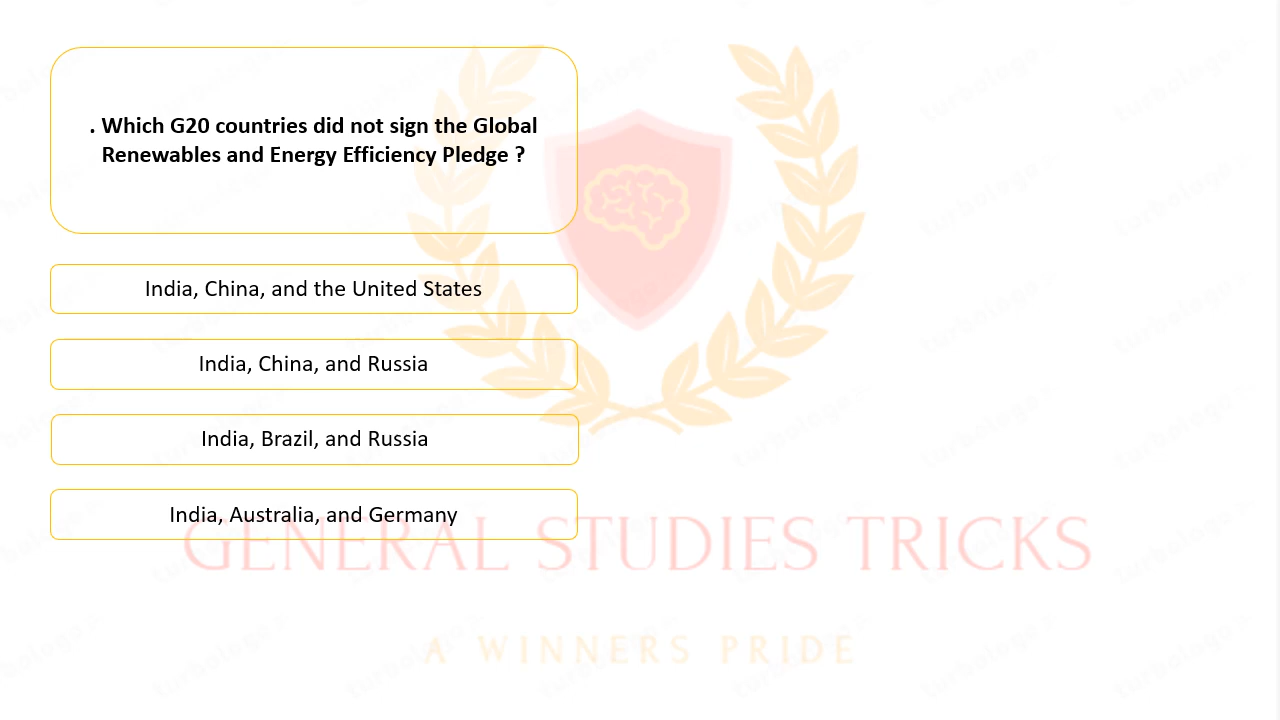 . Which G20 countries did not sign the Global
Renewables and Energy Efficiency Pledge ?
India, China, and the United States
India, China, and Russia
India, Brazil, and Russia
India, Australia, and Germany
GENERAL STUDIES TRICKS
A WINNERS PRIDE